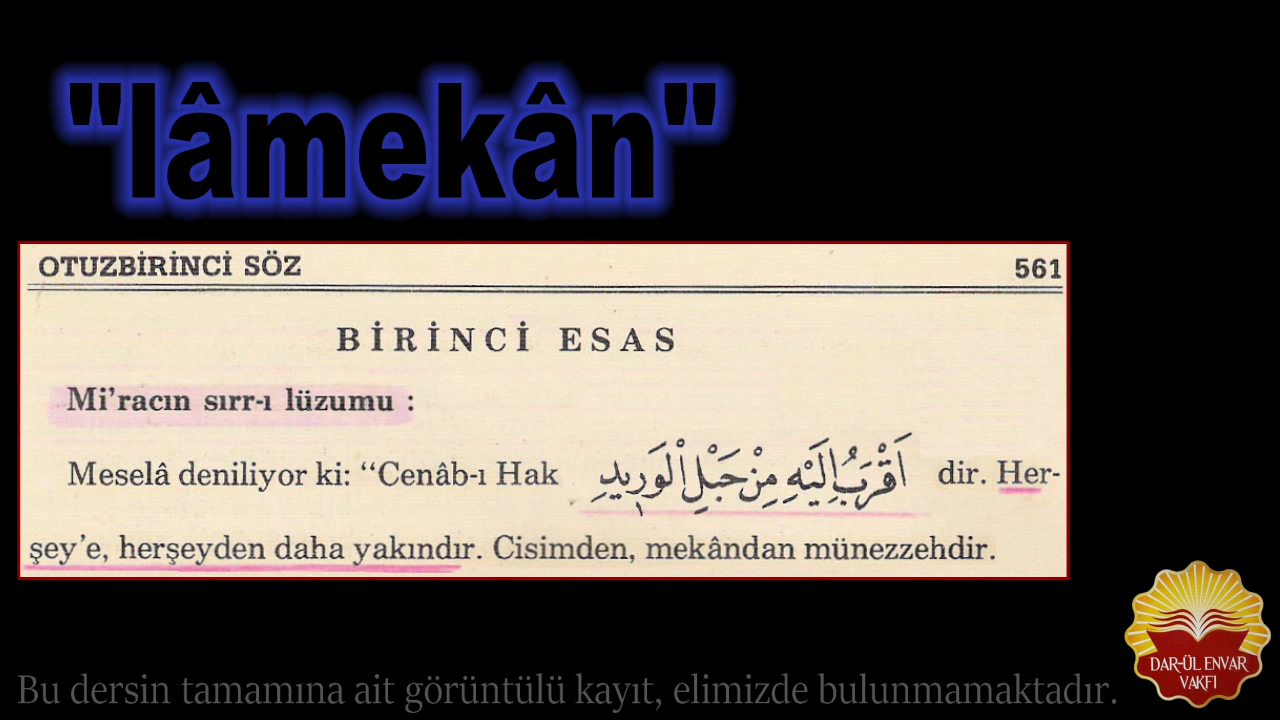 "lâmekân"
OTUZBİRİNCİ SÖZ 561
BİRİNCİ ESAS
Mi'racın sırr-ı lüzumu :
Meselâ deniliyor ki: “Cenâb-ı Hak اَقْرَبُ اِلَيْهِ مِنْ حَبْلِ الْوَرِيدِ dir. Her-
şey'e, herşeyden daha yakındır. Cisimden, mekândan münezzehdir.
DAR-ÜL ENVAR
VAKFI
Bu dersin tamamına ait görüntülü kayıt, elimizde bulunmamaktadır.